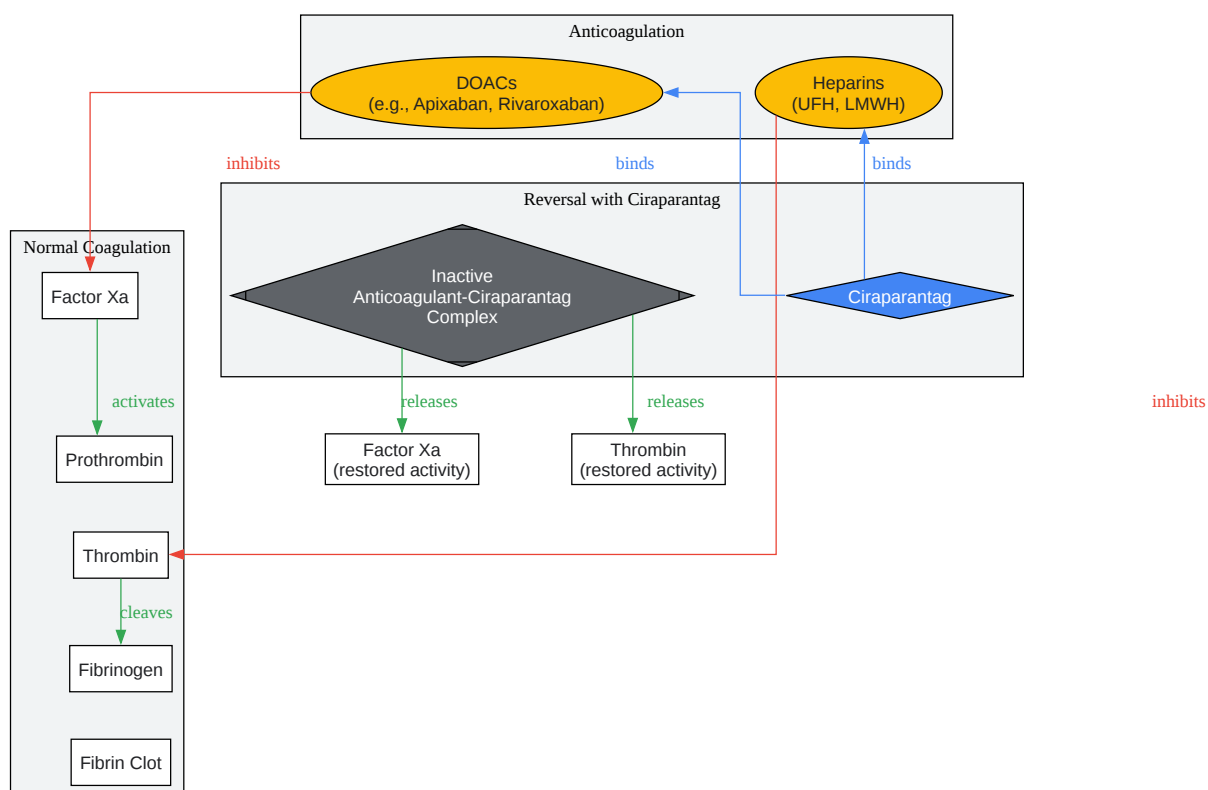 Anticoagulation
DOACs
(e.g., Apixaban, Rivaroxaban)
Heparins
(UFH, LMWH)
inhibits
binds
binds
Reversal with Ciraparantag
Normal Coagulation
Inactive
Anticoagulant-Ciraparantag
Complex
Ciraparantag
Factor Xa
activates
releases
releases
inhibits
Prothrombin
Factor Xa
(restored activity)
Thrombin
(restored activity)
Thrombin
cleaves
Fibrinogen
Fibrin Clot